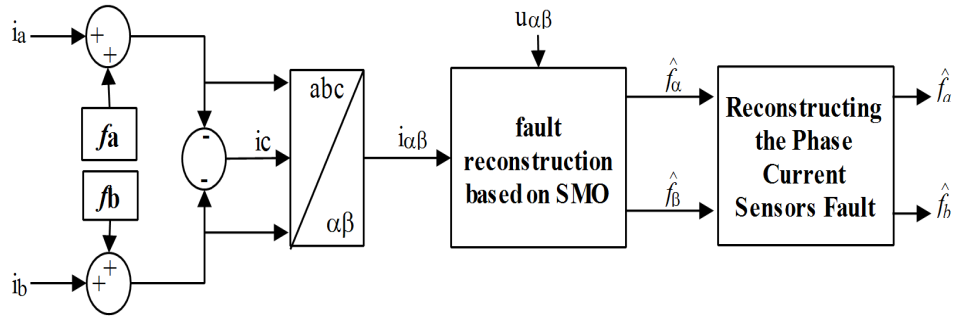 ia
+
+
fa
fb
+
+
ib
-
-
ic
abc
αβ
iαβ
uαβ
fault
reconstruction
based on SMO
f̂α
f̂β
Reconstructing
the Phase
Current
Sensors Fault
f̂a
f̂b